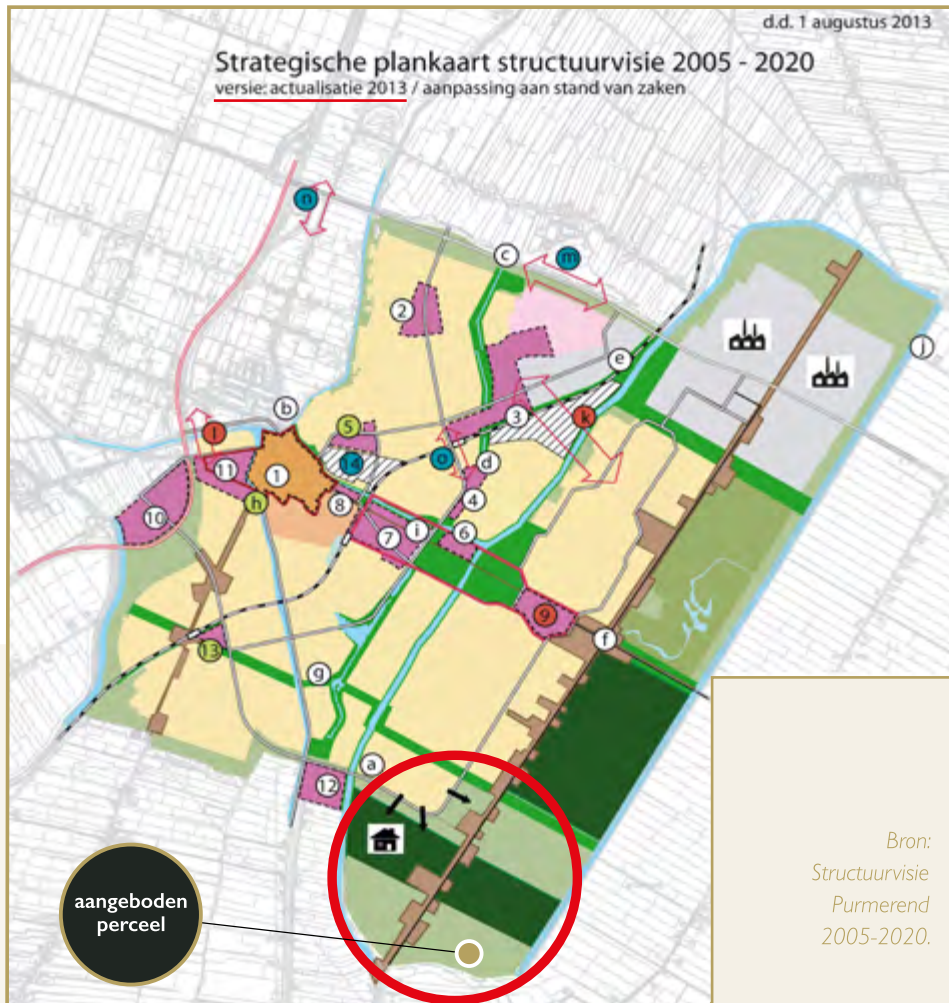 d.d. 1 augustus 2013
Strategische plankaart structuurvisie 2005 - 2020
versie: actualisatie 2013 / aanpassing aan stand van zaken
n
c
m
2
j
e
b
l
S
3
k
11
1
14
o
d
h
8
4
10
7
i
6
9
13
f
g
a
12
aangeboden
perceel
Bron:
Structuurvisie
Purmerend
2005-2020.